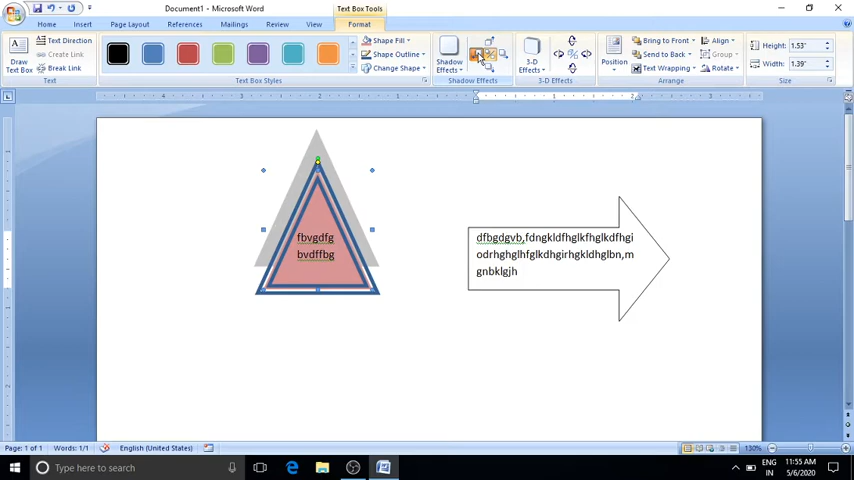 Document1 - Microsoft Word
Text Box Tools
Home
Insert
Page Layout
References
Mailings
Review
View
Format
Draw
Text Box
Text Direction
Create Link
Break Link
Text
Text Box Styles
Shape Fill
Shape Outline
Change Shape
Shadow
Effects
Shadow Effects
3-D
Effects
3-D Effects
Position
Bring to Front
Send to Back
Text Wrapping
Align
Group
Rotate
Arrange
Height:
1.53"
Width:
1.39"
Size
fbvgdfg
bvdffbg
dfbgdgvb,fdngkldfhglkfhglkdfhgi
odrhghglhfglkdhgirhgkldhglbn,m
gnbklgjh
Page: 1 of 1
Words: 1/1
English (United States)
130%
Type here to search
ENG
IN
11:55 AM
5/6/2020